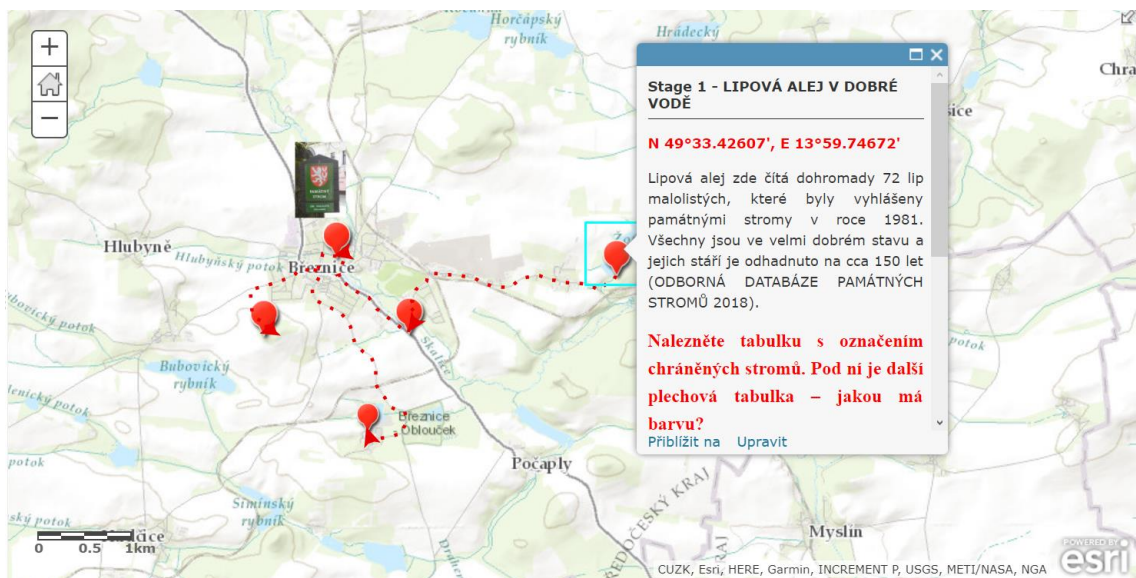 Horčápský
rybník
Hrádecký
Chra
šice
+
−
Stage 1 - LIPOVÁ ALEJ V DOBRÉ
VODĚ
N 49°33.42607', E 13°59.74672'
Lipová alej zde čítá dohromady 72 lip
malolistých, které byly vyhlášeny
památnými stromy v roce 1981.
Všechny jsou ve velmi dobrém stavu a
jejich stáří je odhadnuto na cca 150 let
(ODBORNÁ DATABÁZE PAMÁTNÝCH
STROMŮ 2018).
Nalezněte tabulku s označením
chráněných stromů. Pod ní je další
plechová tabulka – jakou má
barvu?
Přiblížit na Upravit
Hlubyně
Hlubyňský potok
Březnice
Skalice
Bubovický
rybník
potok
Březnice
- Oblouček
Počaply
potok
Simínský
rybník
ský potok
Myslín
KRAJ
0 0.5 1km
CUZK, Esri, HERE, Garmin, INCREMENT P, USGS, METI/NASA, NGA
POWERED BY
esri